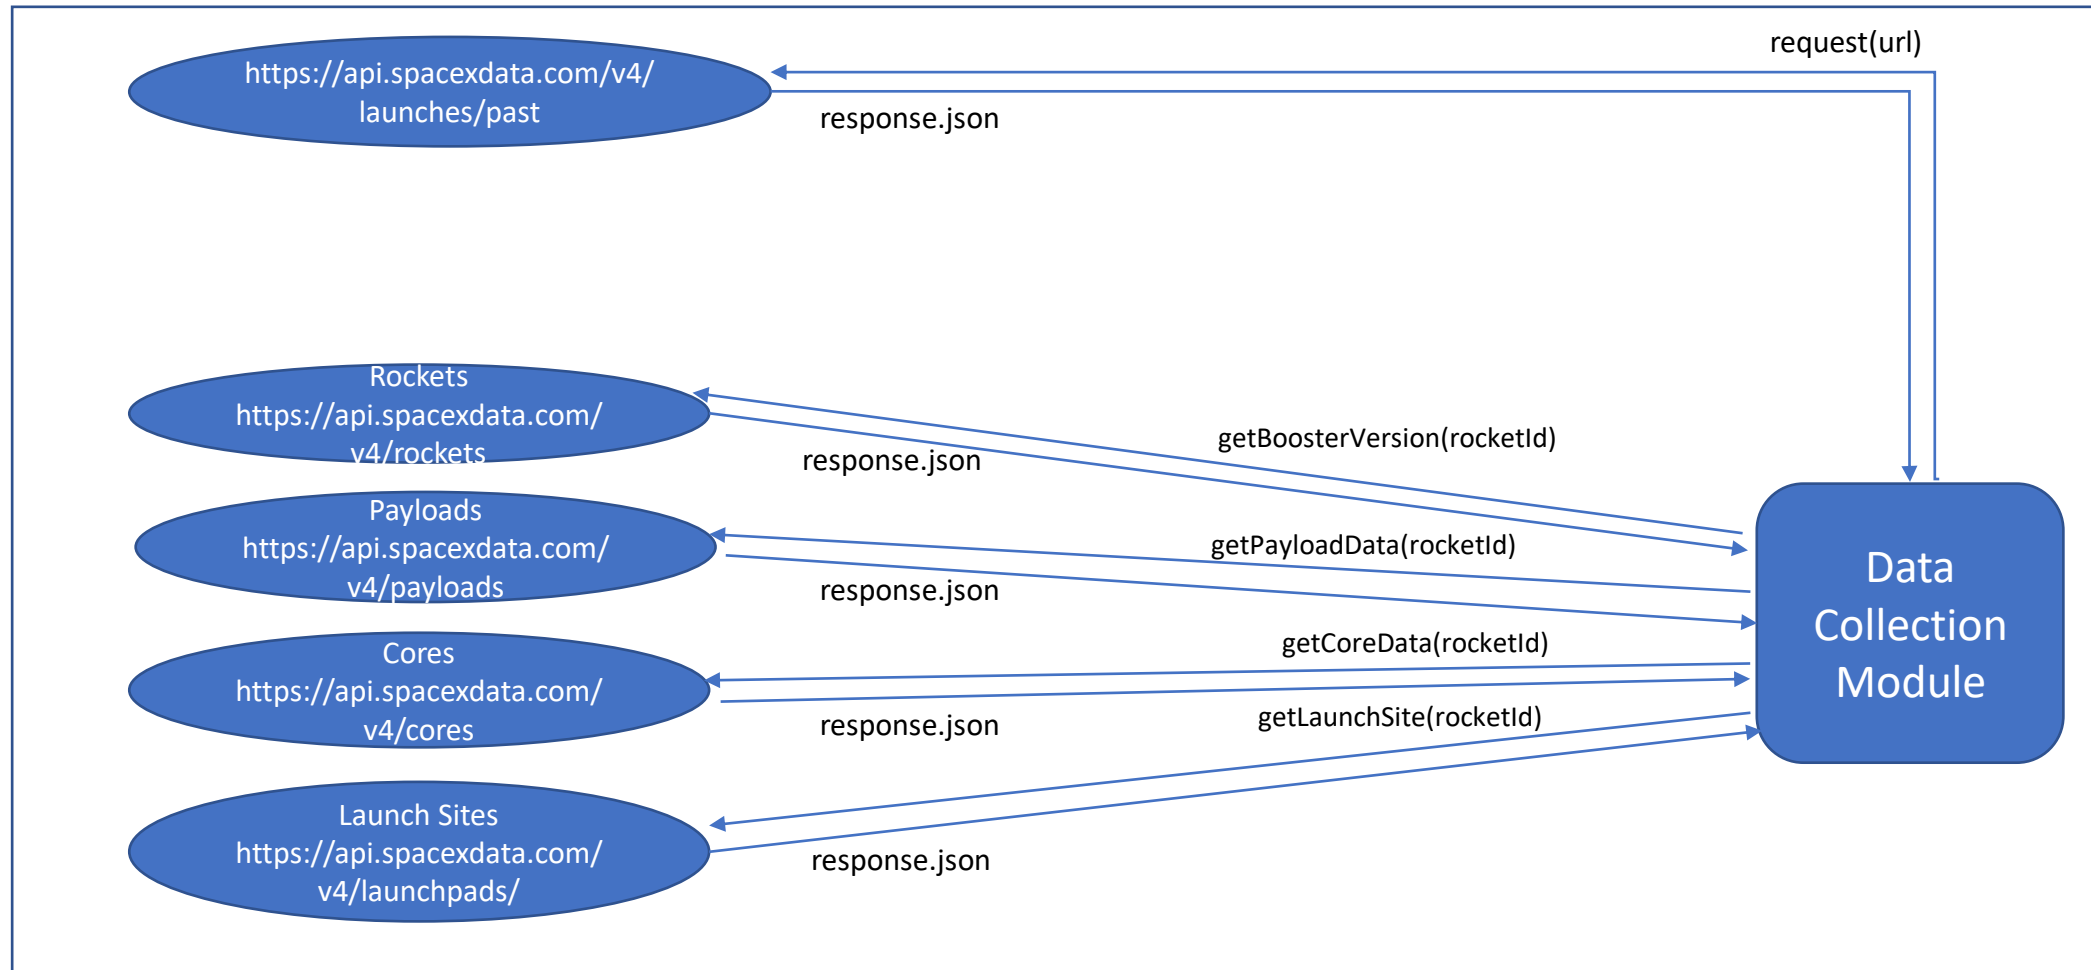 request(url)
https://api.spacexdata.com/v4/
launches/past
response.json
Rockets
https://api.spacexdata.com/
v4/rockets
getBoosterVersion(rocketId)
response.json
Payloads
https://api.spacexdata.com/
v4/payloads
getPayloadData(rocketId)
response.json
Cores
https://api.spacexdata.com/
v4/cores
getCoreData(rocketId)
response.json
getLaunchSite(rocketId)
Launch Sites
https://api.spacexdata.com/
v4/launchpads/
response.json
Data
Collection
Module